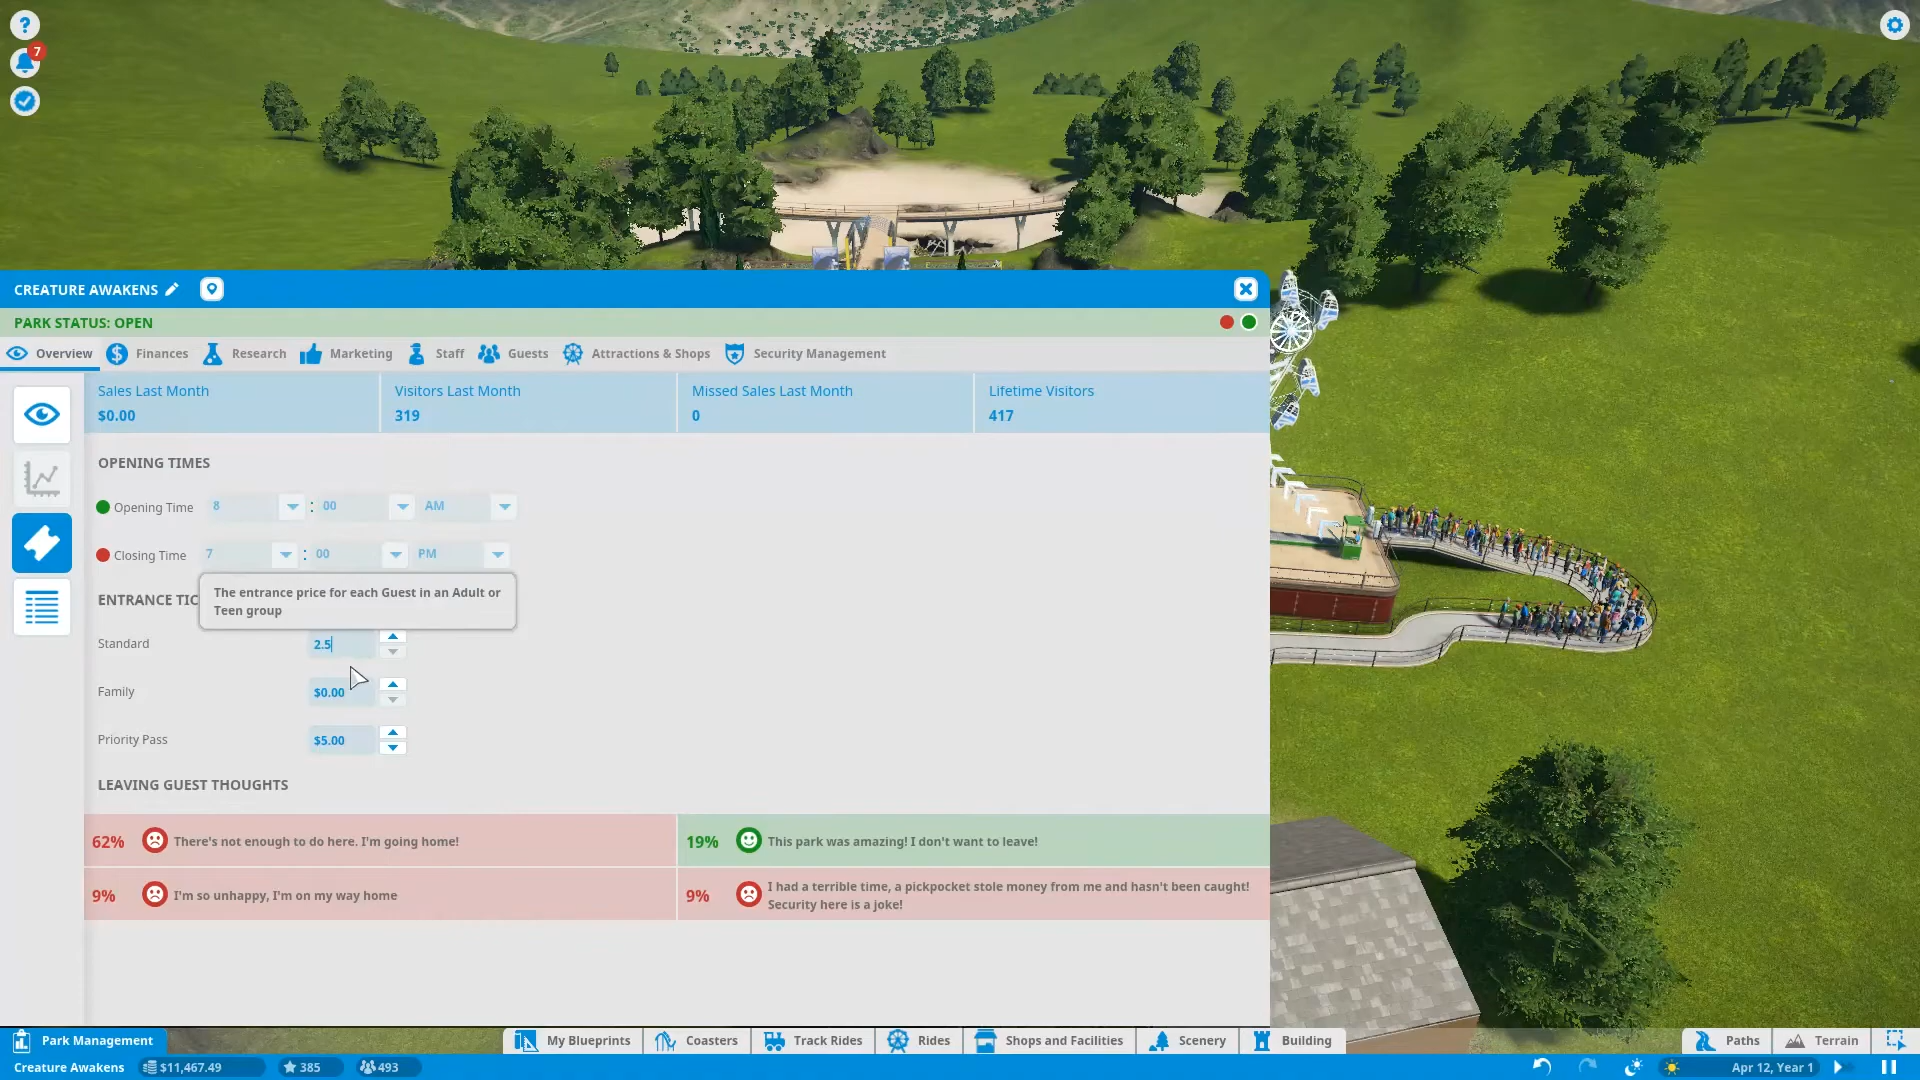 ?
7
CREATURE AWAKENS
PARK STATUS: OPEN
Overview
Finances
Research
Marketing
Staff
Guests
Attractions & Shops
Security Management
Sales Last Month
$0.00
Visitors Last Month
319
Missed Sales Last Month
0
Lifetime Visitors
417
OPENING TIMES
Opening Time 8 : 00 AM
Closing Time 7 : 00 PM
The entrance price for each Guest in an Adult or
Teen group
ENTRANCE TIC
Standard 2.5
Family $0.00
Priority Pass $5.00
LEAVING GUEST THOUGHTS
62% There's not enough to do here. I'm going home!
19% This park was amazing! I don't want to leave!
9% I'm so unhappy, I'm on my way home
9% I had a terrible time, a pickpocket stole money from me and hasn't been caught!
Security here is a joke!
Park Management
My Blueprints
Coasters
Track Rides
Rides
Shops and Facilities
Scenery
Building
Paths
Terrain
Creature Awakens
$11,467.49
385
493
Apr 12, Year 1